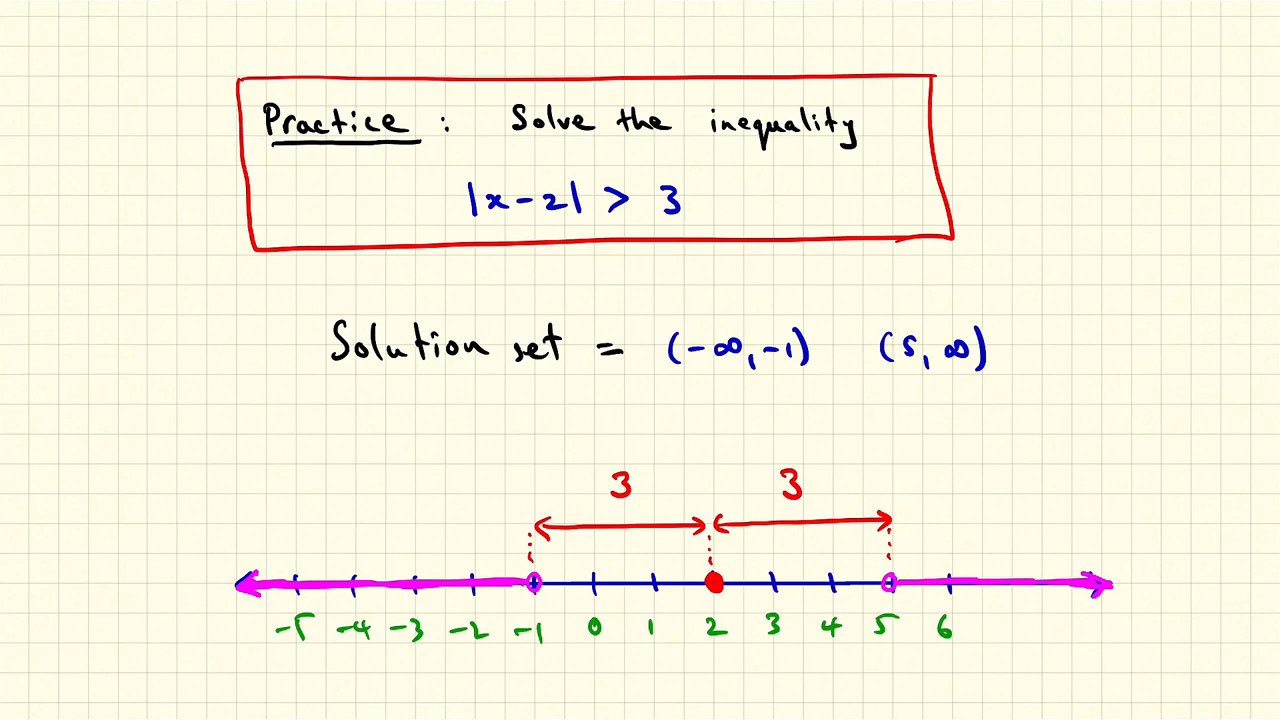 Practice : Solve the inequality
|x-2| > 3
Solution set = (-∞,-1) (5, ∞)
3 3
-5 -4 -3 -2 -1 0 1 2 3 4 5 6